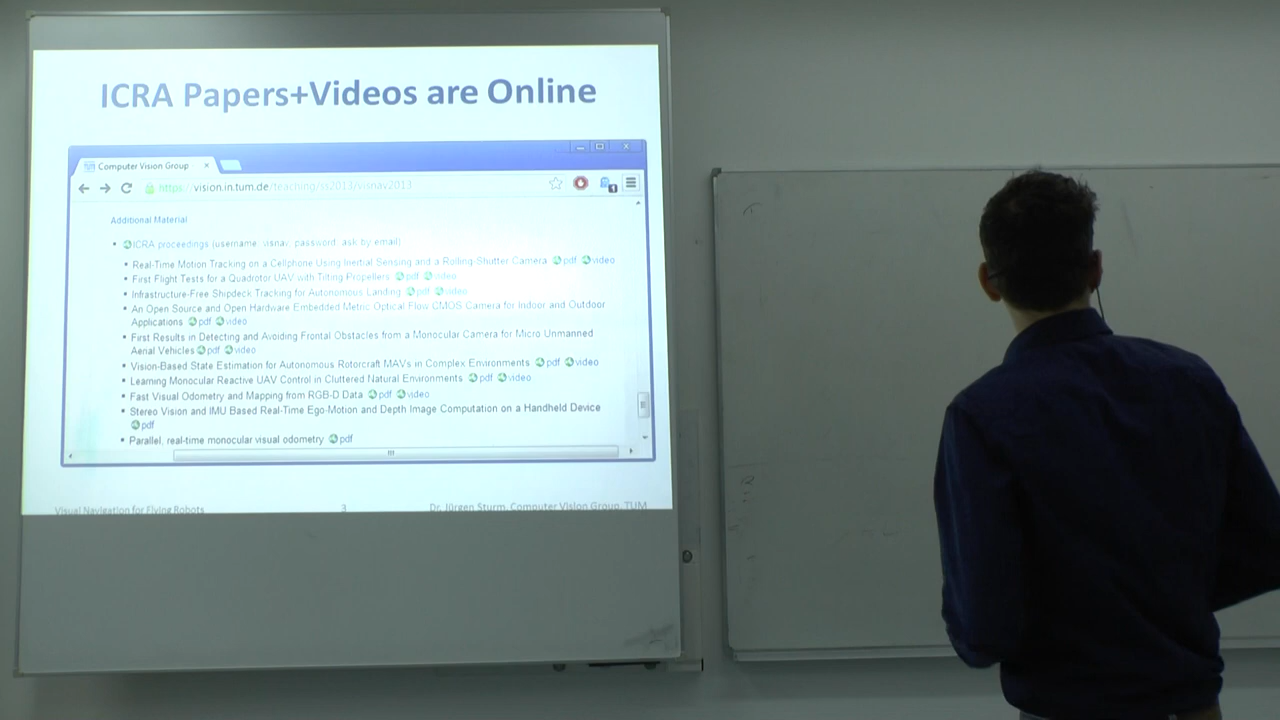 ICRA Papers+Videos are Online
Computer Vision Group ×
https://vision.in.tum.de/teaching/ss2013/visnav2013
1
Additional Material
• ICRA proceedings (username: visnav, password: ask by email)
• Real-Time Motion Tracking on a Cellphone Using Inertial Sensing and a Rolling-Shutter Camera pdf video
• First Flight Tests for a Quadrotor UAV with Tilting Propellers pdf video
• Infrastructure-Free Shipdeck Tracking for Autonomous Landing pdf video
• An Open Source and Open Hardware Embedded Metric Optical Flow CMOS Camera for Indoor and Outdoor
Applications pdf video
• First Results in Detecting and Avoiding Frontal Obstacles from a Monocular Camera for Micro Unmanned
Aerial Vehicles pdf video
• Vision-Based State Estimation for Autonomous Rotorcraft MAVs in Complex Environments pdf video
• Learning Monocular Reactive UAV Control in Cluttered Natural Environments pdf video
• Fast Visual Odometry and Mapping from RGB-D Data pdf video
• Stereo Vision and IMU Based Real-Time Ego-Motion and Depth Image Computation on a Handheld Device
pdf
• Parallel, real-time monocular visual odometry pdf
Visual Navigation for Flying Robots 3 Dr. Jürgen Sturm, Computer Vision Group, TUM